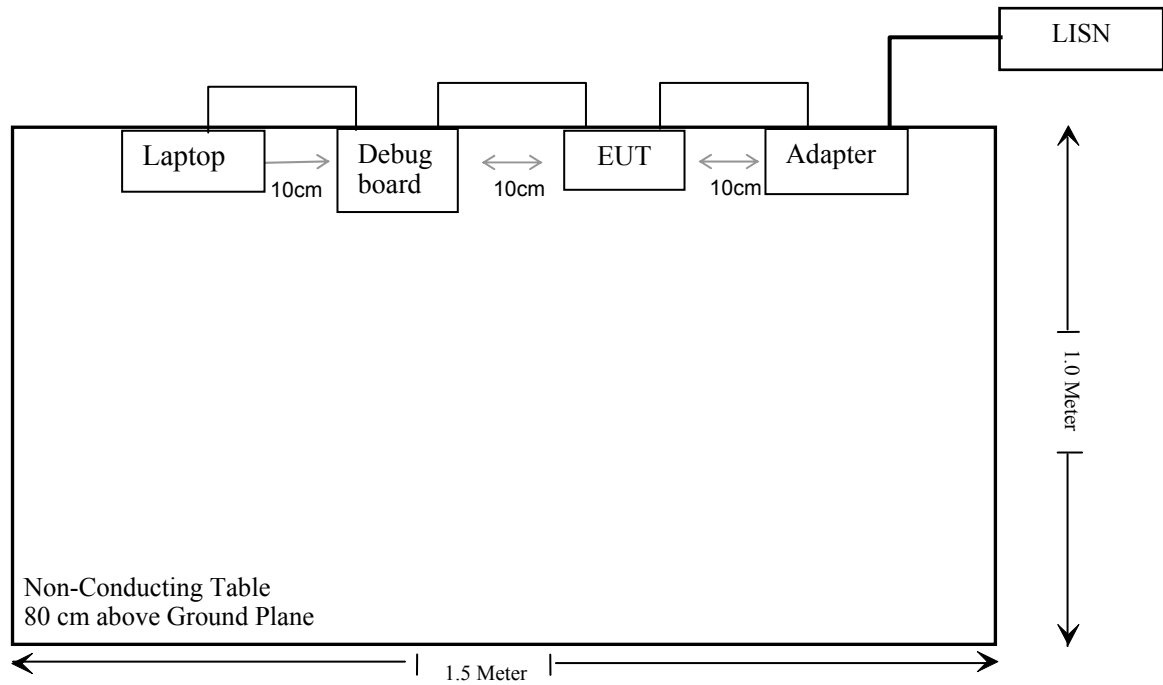 LISN
Laptop
Debug
board
EUT
Adapter
10cm
10cm
10cm
1.0 Meter
Non-Conducting Table
80 cm above Ground Plane
1.5 Meter